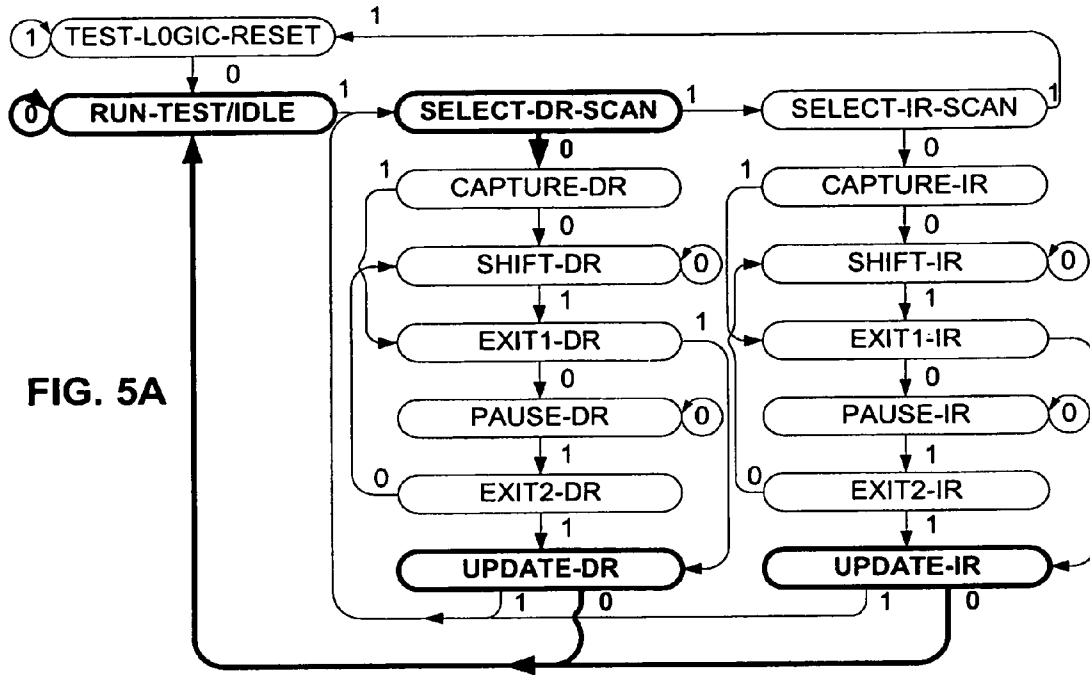 1
1 TEST-L0GIC-RESET
0
0 RUN-TEST/IDLE 1 SELECT-DR-SCAN 1 SELECT-IR-SCAN 1
0 0
1 CAPTURE-DR 1 CAPTURE-IR
0 0
SHIFT-DR 0 SHIFT-IR 0
1 1
EXIT1-DR 1 EXIT1-IR
0 0
FIG. 5A
PAUSE-DR 0 PAUSE-IR 0
1 1
0 EXIT2-DR 0 EXIT2-IR
1 1
UPDATE-DR UPDATE-IR
1 0 1 0